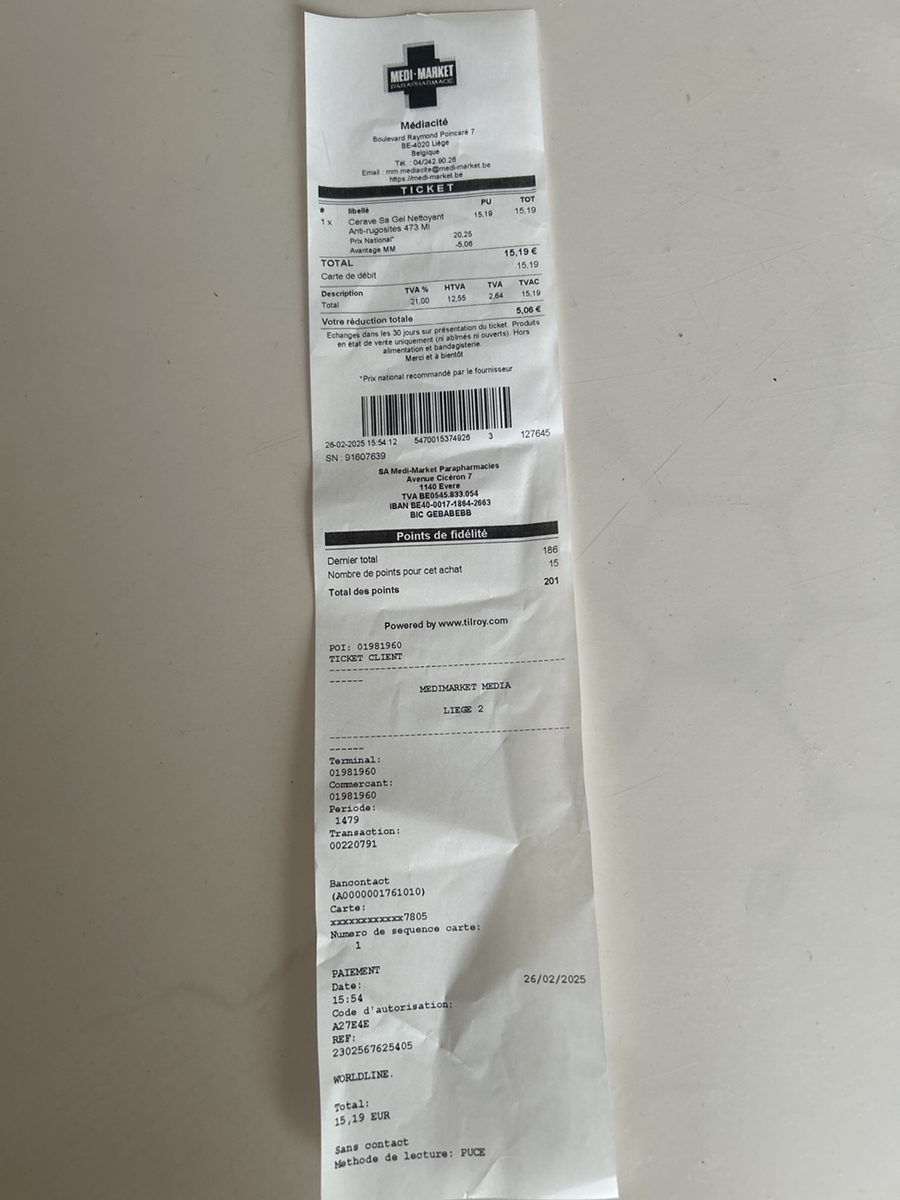 MEDI-MARKET
PARAPHARMACIE
Médiacité
Boulevard Raymond Poincaré 7
BE-4020 Liège
Belgique
Tél. : 04/242.90.26
Email : mm.mediacite@medi-market.be
https://medi-market.be
TICKET
# libellé PU TOT
1 x Cerave Sa Gel Nettoyant 15,19 15,19
Anti-rugosites 473 Ml
Prix National* 20,25
Avantage MM -5,06
TOTAL 15,19 €
Carte de débit 15,19
Description TVA % HTVA TVA TVAC
Total 21,00 12,55 2,64 15,19
Votre réduction totale 5,06 €
Echanges dans les 30 jours sur présentation du ticket. Produits
en état de vente uniquement (ni abîmés ni ouverts). Hors
alimentation et bandagisterie.
Merci et à bientôt
*Prix national recommandé par le fournisseur
26-02-2025 15:54:12 5470015374926 3 127645
SN : 91607639
SA Medi-Market Parapharmacies
Avenue Cicéron 7
1140 Evere
TVA BE0545.833.054
IBAN BE40-0017-1864-2663
BIC GEBABEBB
Points de fidélité
Dernier total 186
Nombre de points pour cet achat 15
Total des points 201
Powered by www.tilroy.com
POI: 01981960
TICKET CLIENT
--------------------------------------------
------
MEDIMARKET MEDIA
LIEGE 2
--------------------------------------------
------
Terminal:
01981960
Commercant:
01981960
Periode:
1479
Transaction:
00220791
Bancontact
(A0000001761010)
Carte:
xxxxxxxxxxxx7805
Numero de sequence carte:
1
PAIEMENT
Date: 26/02/2025
15:54
Code d'autorisation:
A27E4E
REF:
2302567625405
WORLDLINE.
Total:
15,19 EUR
Sans contact
Methode de lecture: PUCE